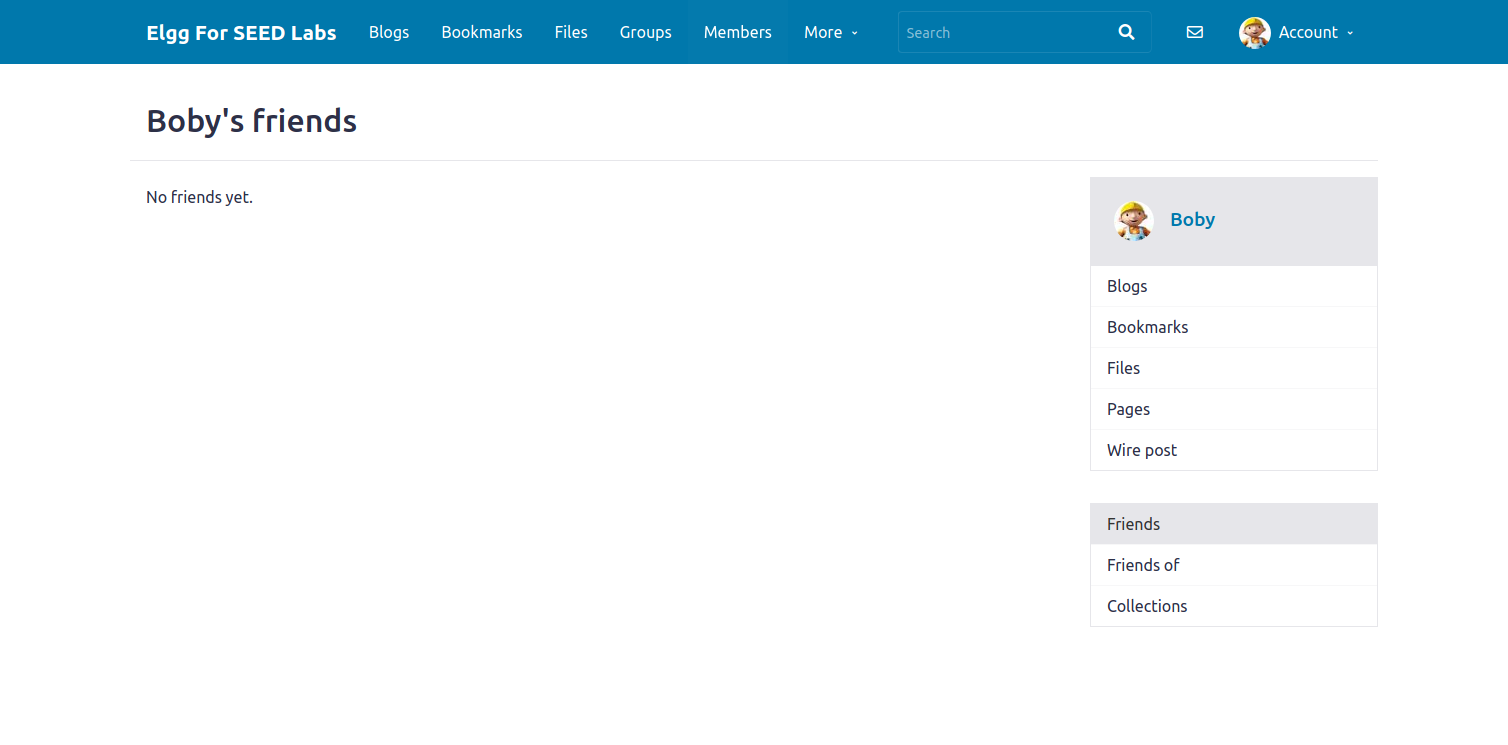 Elgg For SEED Labs Blogs Bookmarks Files Groups Members More Search Account
Boby's friends
No friends yet.
Boby
Blogs
Bookmarks
Files
Pages
Wire post
Friends
Friends of
Collections